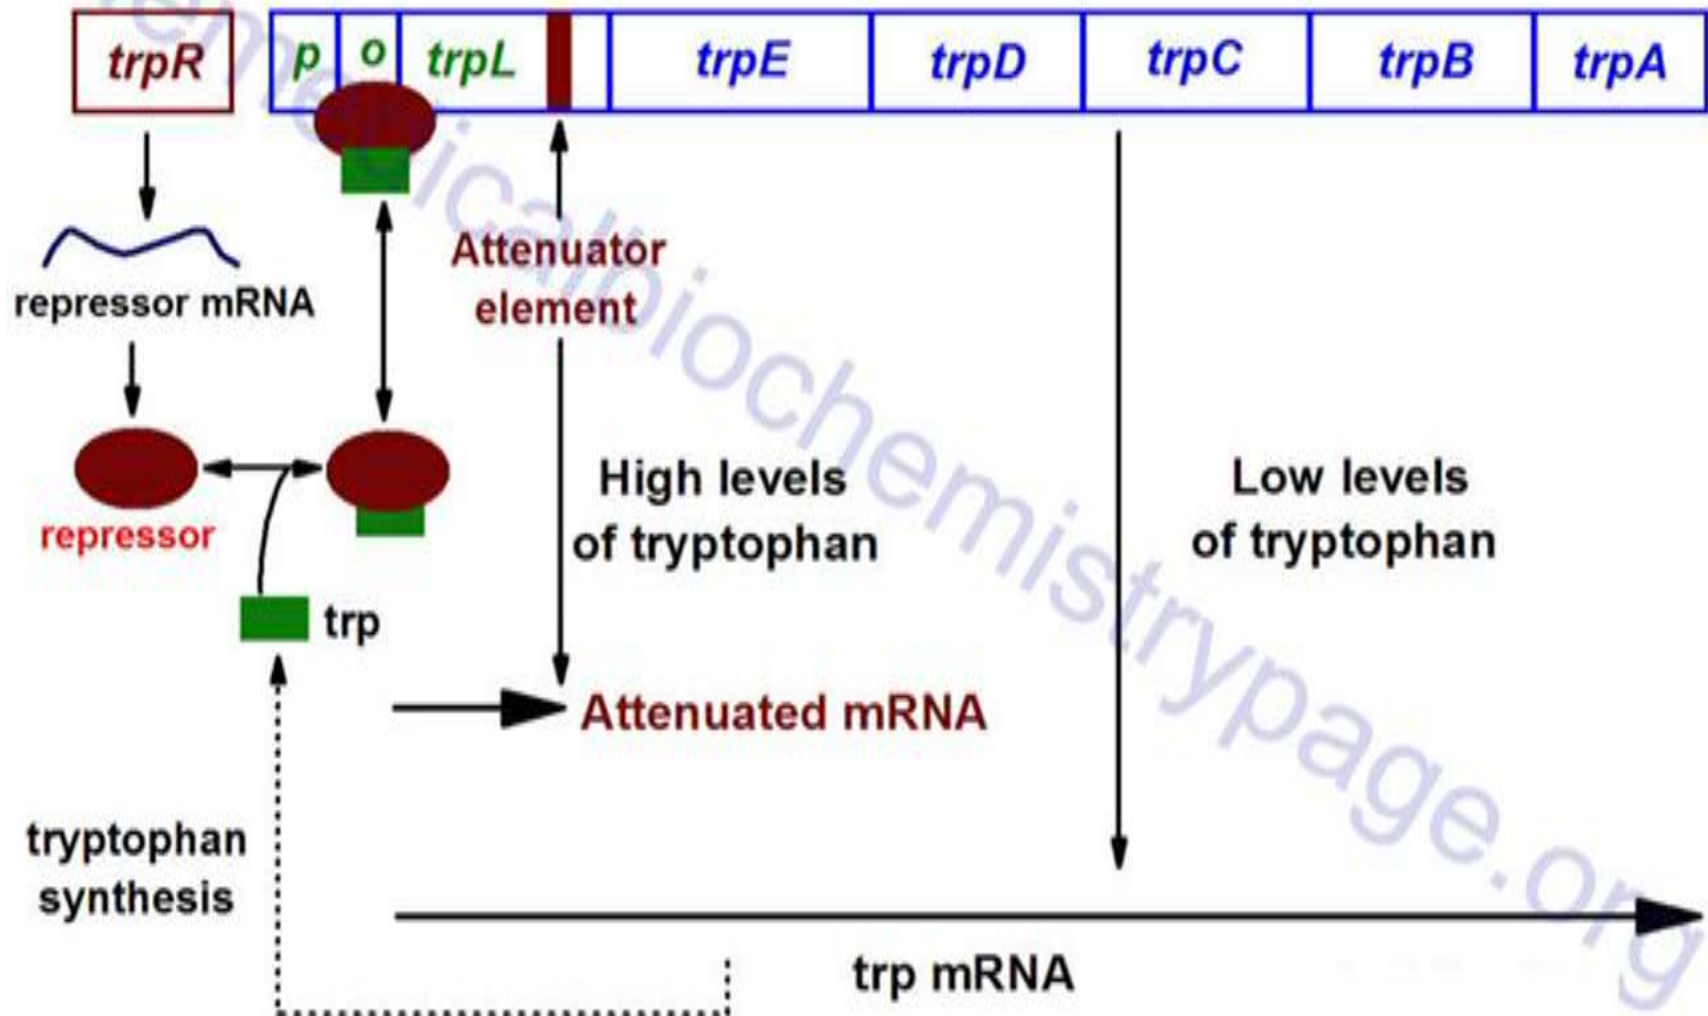 trpR p o trpL trpE trpD trpC trpB trpA
Attenuator
element
repressor mRNA
High levels
of tryptophan
Low levels
of tryptophan
repressor
trp
Attenuated mRNA
tryptophan
synthesis
trp mRNA
emedicalbiochemistrypage.org